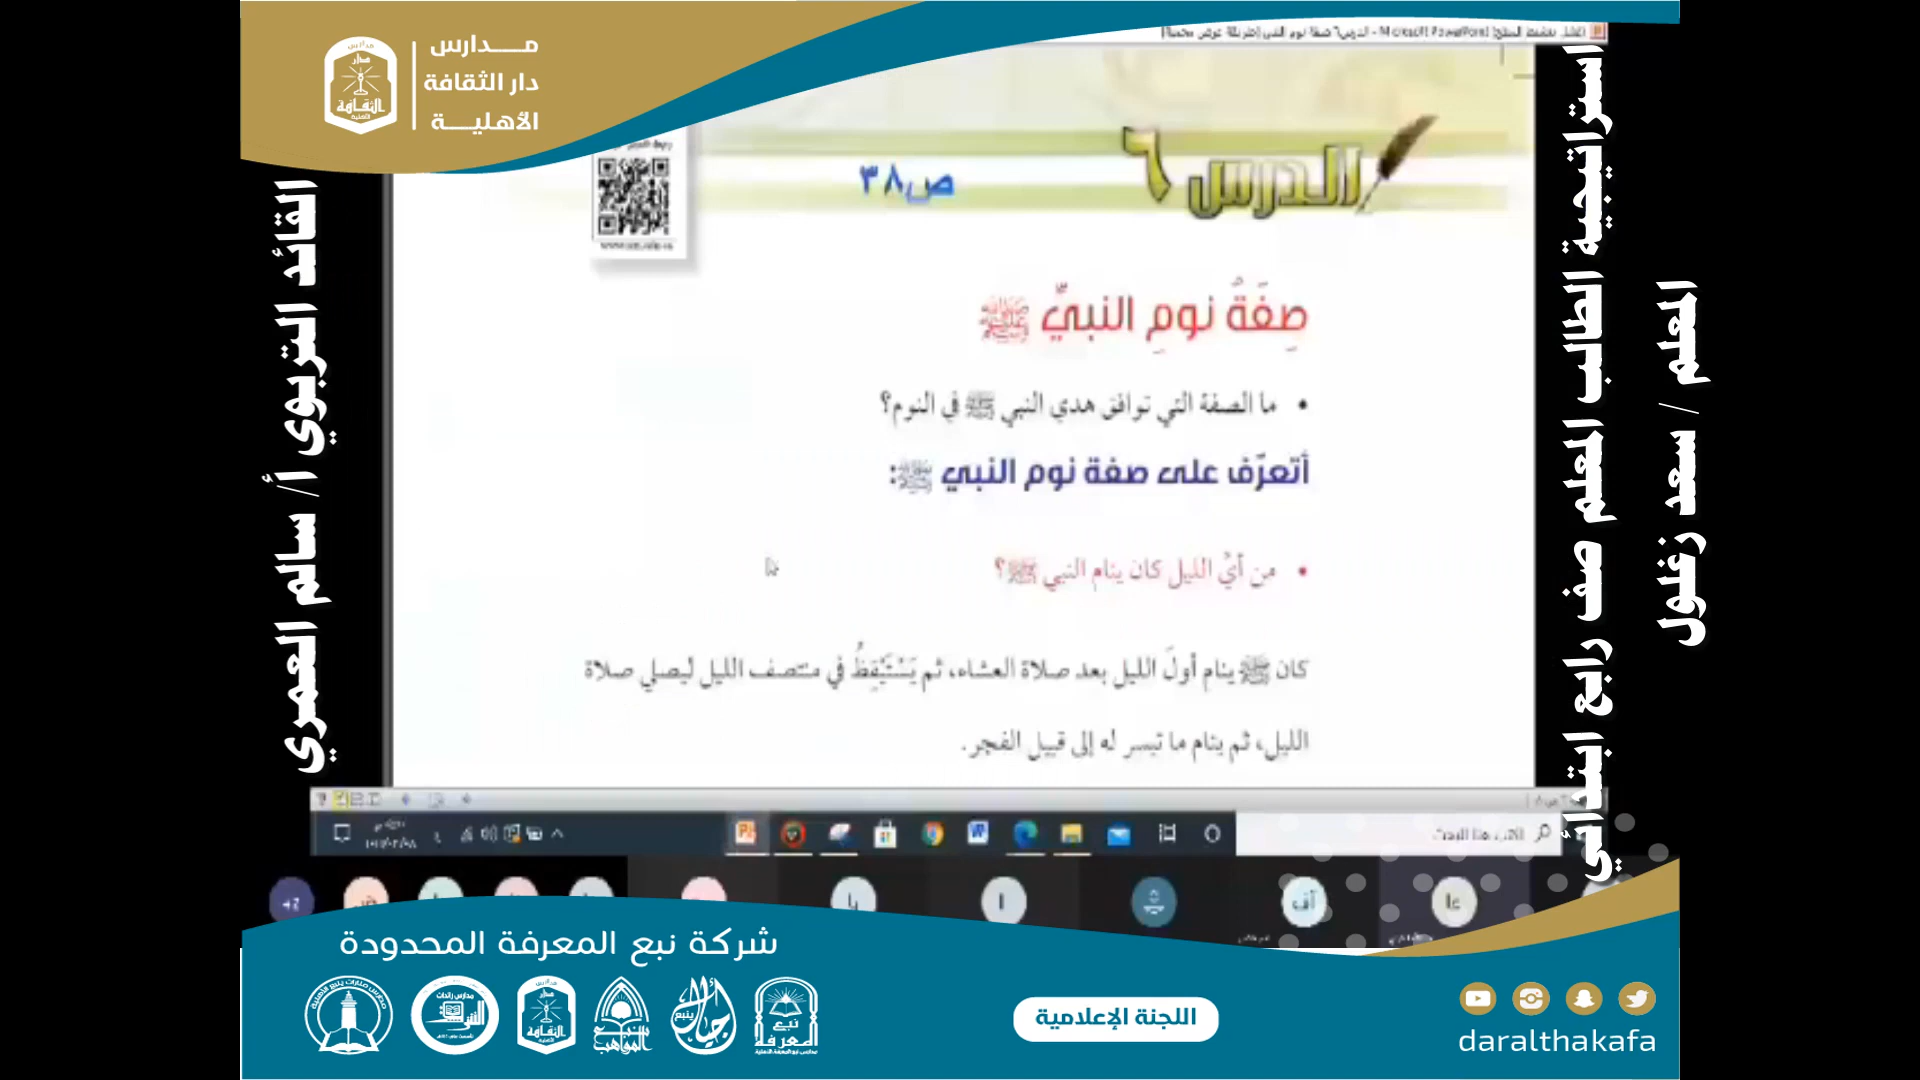 مـــدارس
دار الثقافة
الأهليـــة
Microsoft PowerPoint
الدرس ٦
ص٣٨
صِفَةُ نومِ النبيِّ ﷺ
• ما الصفة التي توافق هدي النبي ﷺ في النوم؟
أتعرّف على صفة نوم النبي ﷺ:
• من أيِّ الليل كان ينام النبي ﷺ؟
كان ﷺ ينام أولَ الليل بعد صلاة العشاء، ثم يَسْتَيْقِظُ في منتصف الليل ليصلي صلاة
الليل، ثم ينام ما تيسر له إلى قبيل الفجر.
استراتيجية الطالب المعلم صف رابع ابتدائي
المعلم / سعد زغلول
القائد التربوي أ/ سالم العمري
شركة نبع المعرفة المحدودة
اللجنة الإعلامية
daralthakafa